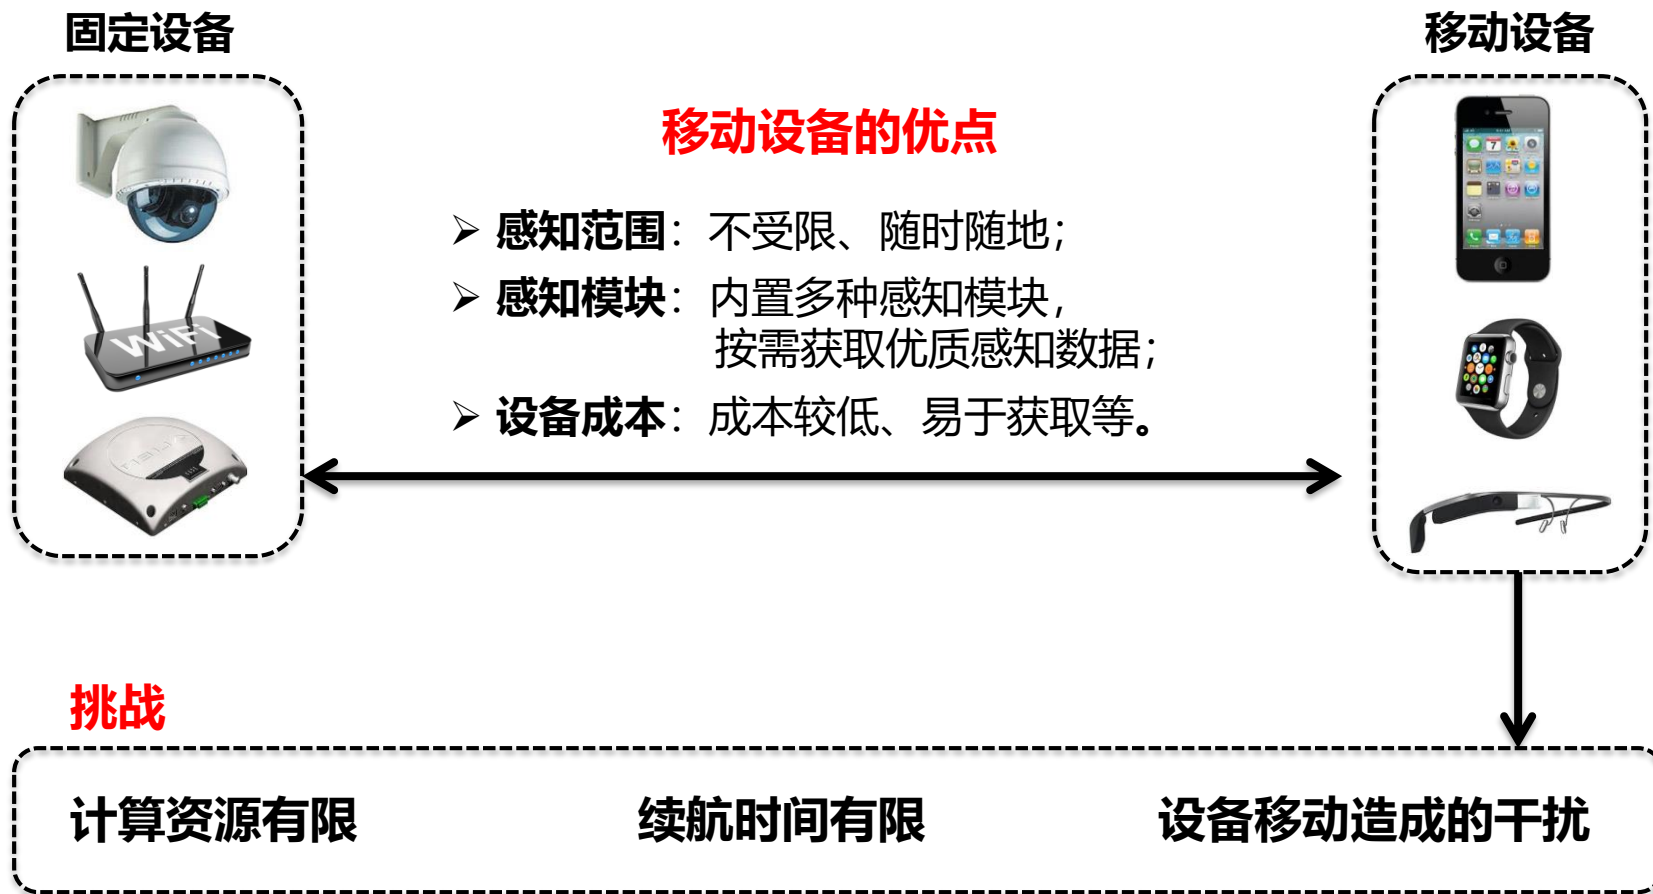 固定设备
移动设备
移动设备的优点
➢ 感知范围：不受限、随时随地；
➢ 感知模块：内置多种感知模块，
按需获取优质感知数据；
➢ 设备成本：成本较低、易于获取等。
WiFi
挑战
计算资源有限
续航时间有限
设备移动造成的干扰